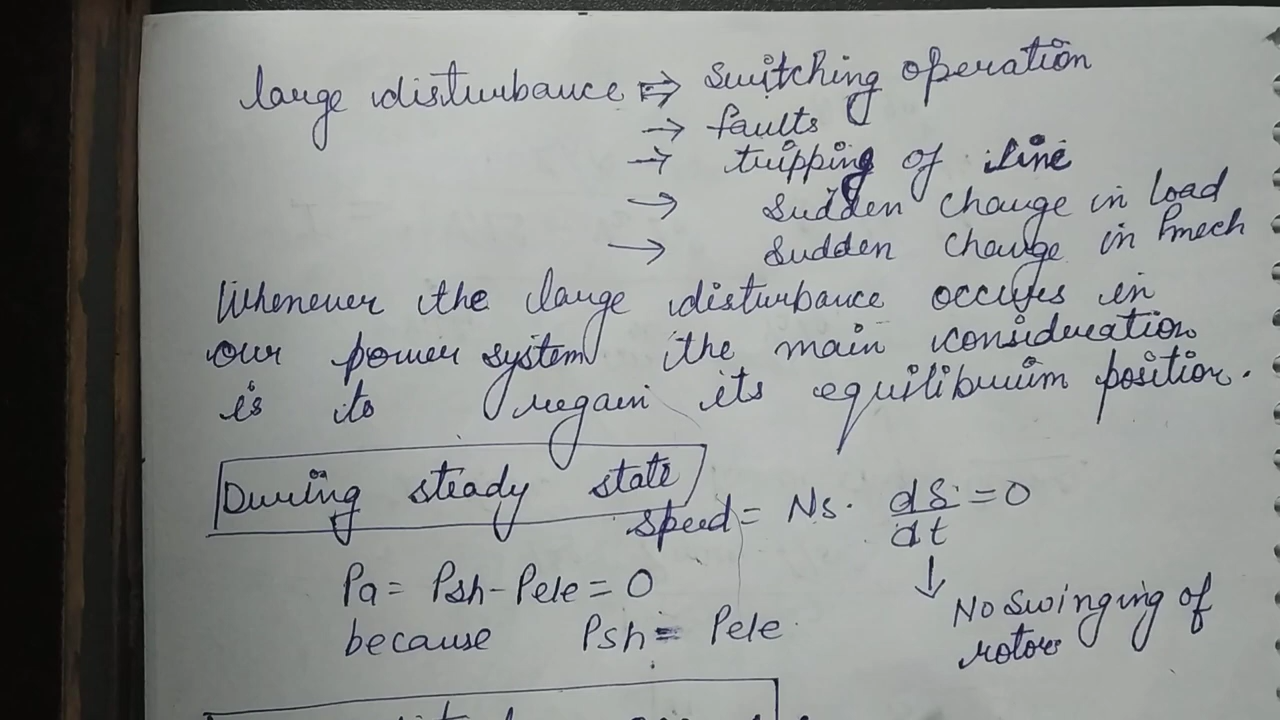 large disturbance ⇒ switching operation
→ faults
→ tripping of line
→ Sudden change in load
→ Sudden change in Pmech
Whenever the large disturbance occurs in
our power system the main consideration
is to regain its equilibrium position.
During steady state
speed = Ns. dδ/dt = 0
Pa = Psh - Pele = 0
↓
No swinging of
rotor
because Psh = Pele